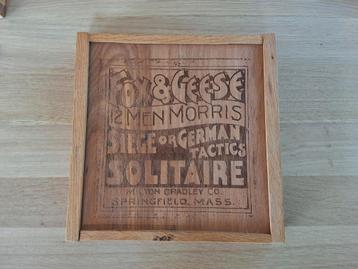 FOX & GEESE
12 MEN MORRIS
SIEGE OR GERMAN
TACTICS
SOLITAIRE
MILTON BRADLEY CO.
SPRINGFIELD, MASS.